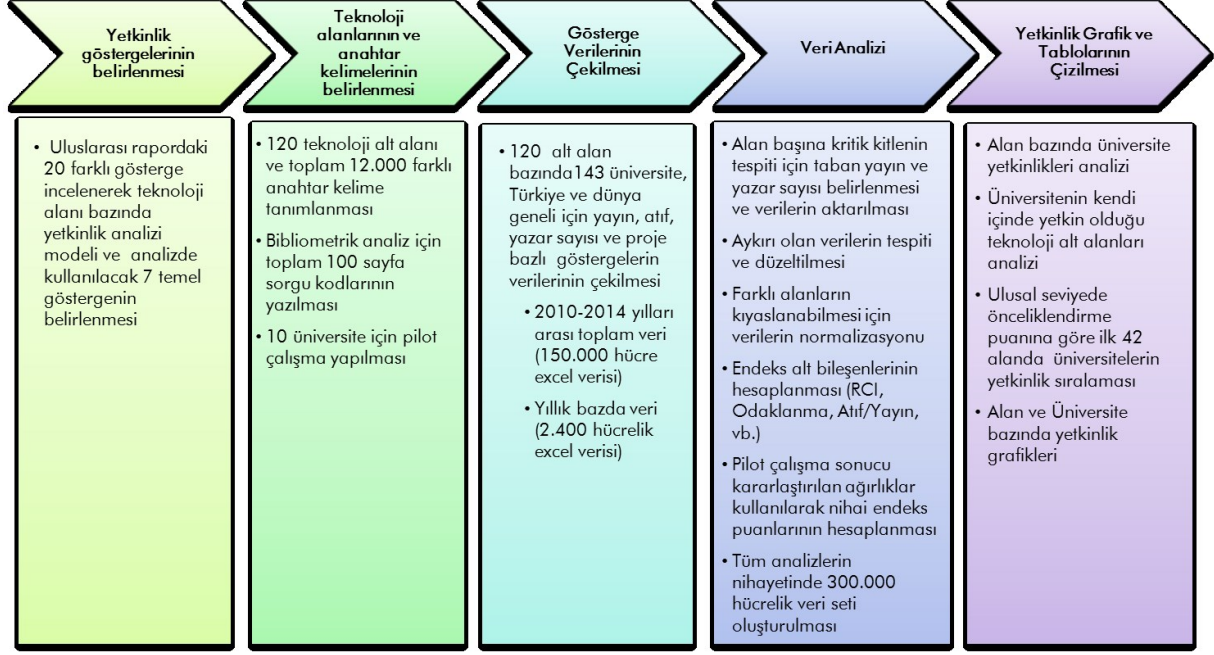 Yetkinlik
göstergelerinin
belirlenmesi
Teknoloji
alanlarının ve
anahtar
kelimelerinin
belirlenmesi
Gösterge
Verilerinin
Çekilmesi
Veri Analizi
Yetkinlik Grafik ve
Tablolarının
Çizilmesi
• Uluslarası rapordaki
20 farklı gösterge
incelenerek teknoloji
alanı bazında
yetkinlik analizi
modeli ve analizde
kullanılacak 7 temel
göstergenin
belirlenmesi
• 120 teknoloji alt alanı
ve toplam 12.000 farklı
anahtar kelime
tanımlanması
• Bibliometrik analiz için
toplam 100 sayfa
sorgu kodlarının
yazılması
• 10 üniversite için pilot
çalışma yapılması
• 120 alt alan
bazında143 üniversite,
Türkiye ve dünya
geneli için yayın, atıf,
yazar sayısı ve proje
bazlı göstergelerin
verilerinin çekilmesi
• 2010-2014 yılları
arası toplam veri
(150.000 hücre
excel verisi)
• Yıllık bazda veri
(2.400 hücrelik
excel verisi)
• Alan başına kritik kitlenin
tespiti için taban yayın ve
yazar sayısı belirlenmesi
ve verilerin aktarılması
• Aykırı olan verilerin tespiti
ve düzeltilmesi
• Farklı alanların
kıyaslanabilmesi için
verilerin normalizasyonu
• Endeks alt bileşenlerinin
hesaplanması (RCI,
Odaklanma, Atıf/Yayın,
vb.)
• Pilot çalışma sonucu
kararlaştırılan ağırlıklar
kullanılarak nihai endeks
puanlarının hesaplanması
• Tüm analizlerin
nihayetinde 300.000
hücrelik veri seti
oluşturulması
• Alan bazında üniversite
yetkinlikleri analizi
• Üniversitenin kendi
içinde yetkin olduğu
teknoloji alt alanları
analizi
• Ulusal seviyede
önceliklendirme
puanına göre ilk 42
alanda üniversitelerin
yetkinlik sıralaması
• Alan ve Üniversite
bazında yetkinlik
grafikleri